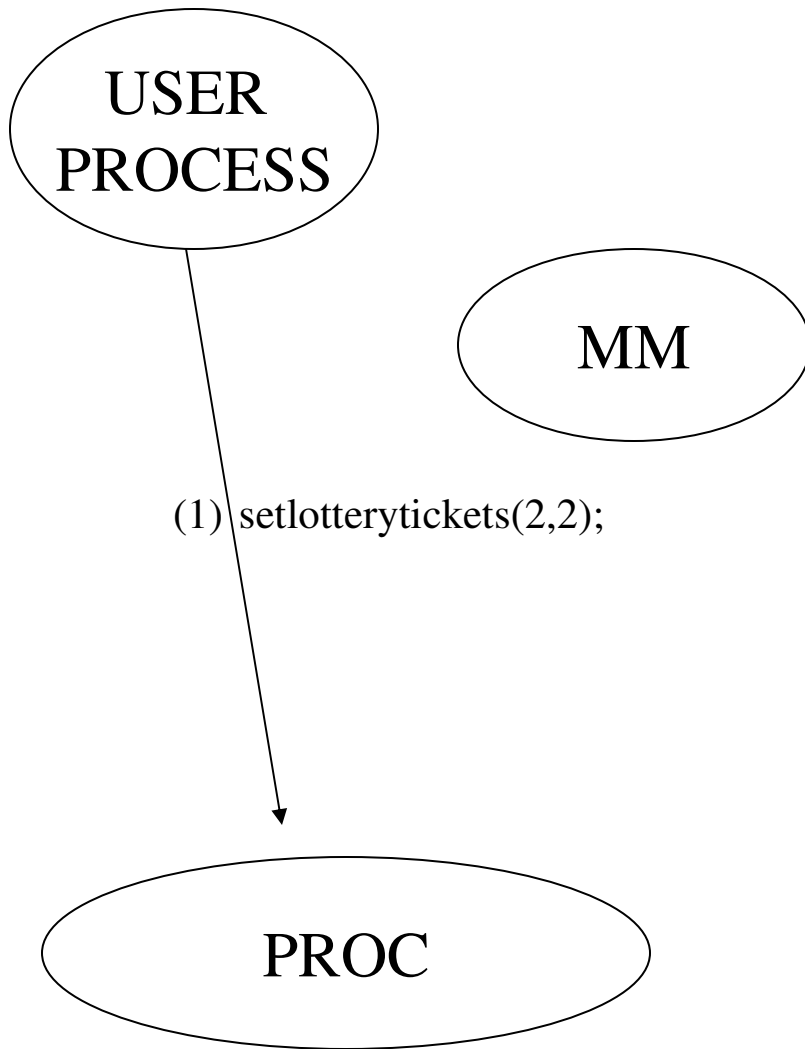 USER
PROCESS
MM
(1) setlotterytickets(2,2);
PROC